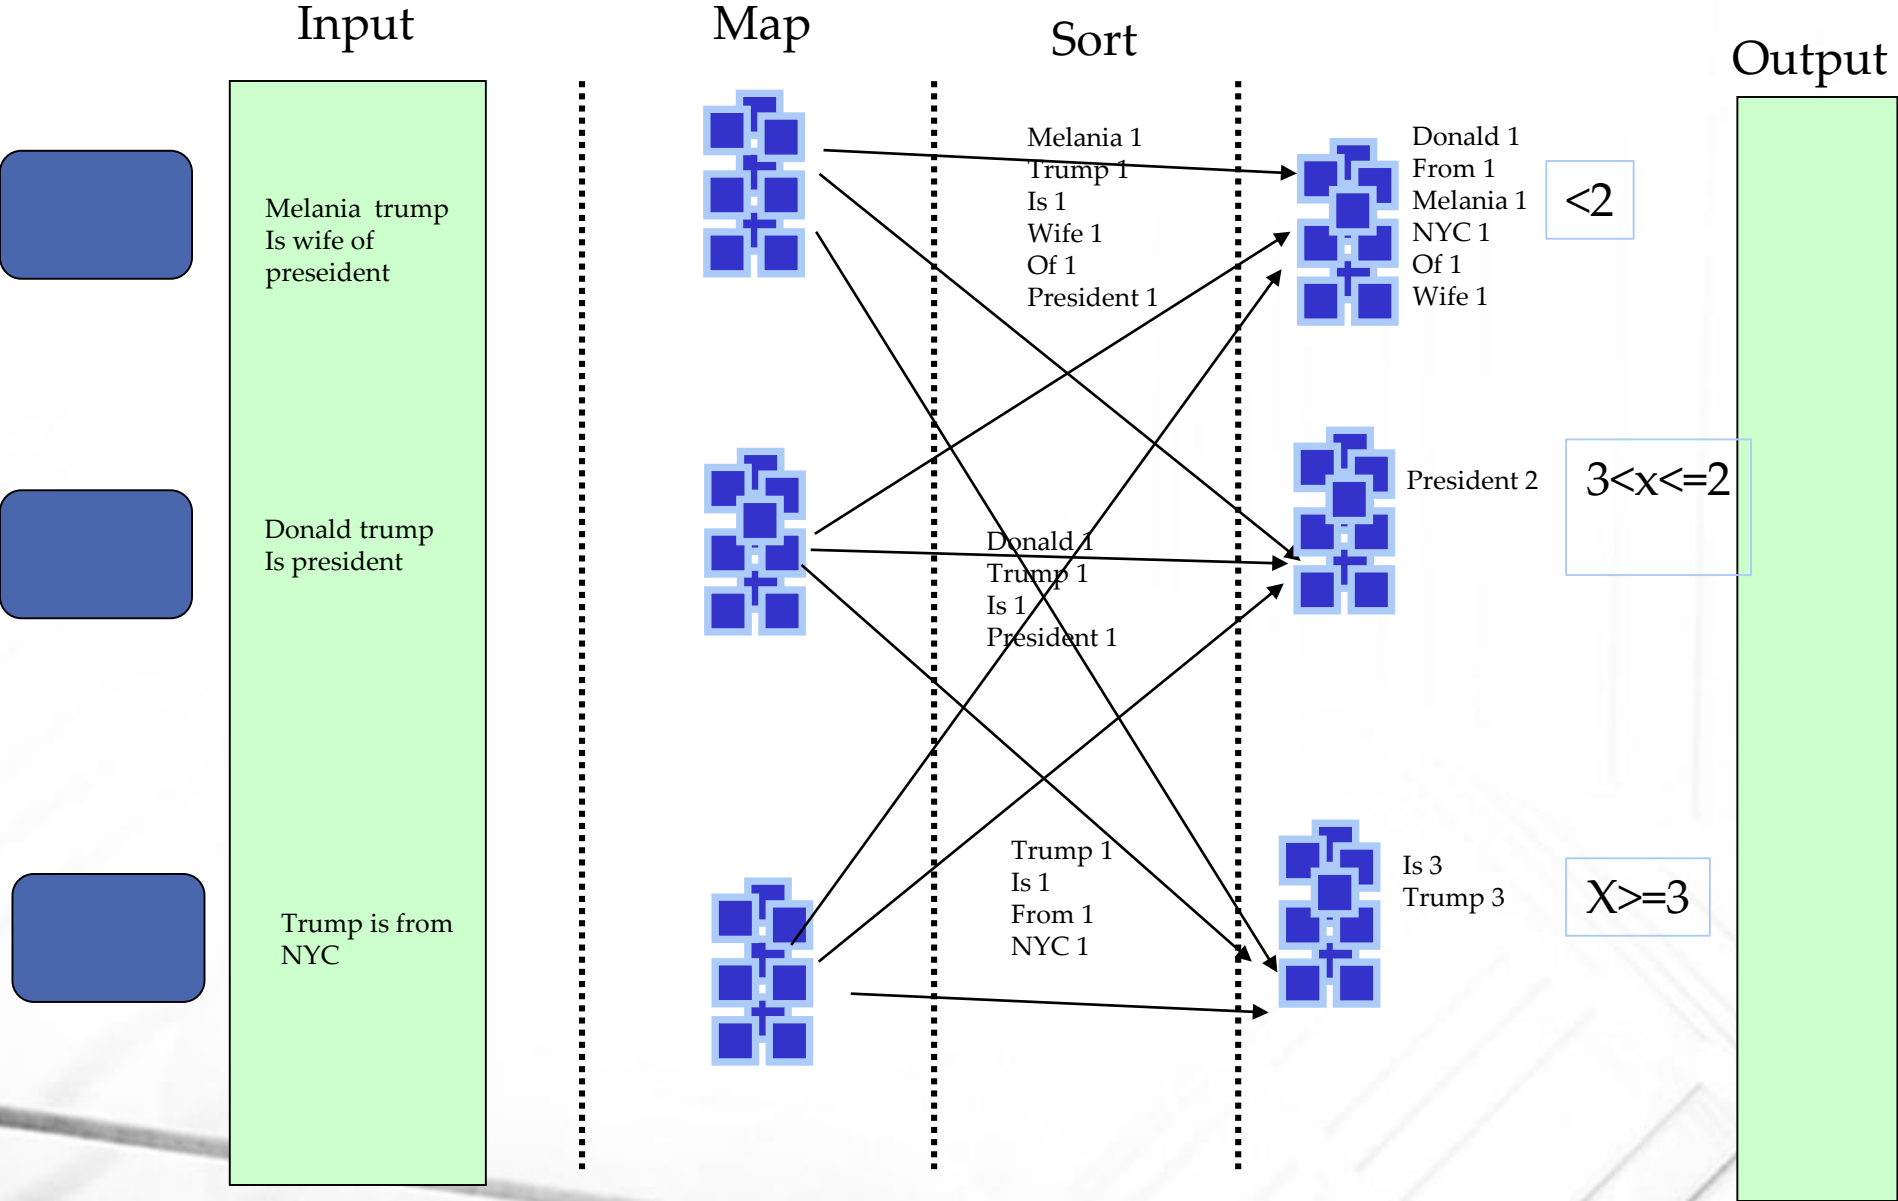 Input
Map
Sort
Output
Melania trump
Is wife of
preseident
Donald trump
Is president
Trump is from
NYC
Melania 1
Trump 1
Is 1
Wife 1
Of 1
President 1
Donald 1
Trump 1
Is 1
President 1
Trump 1
Is 1
From 1
NYC 1
Donald 1
From 1
Melania 1
NYC 1
Of 1
Wife 1
<2
President 2
3<x<=2
Is 3
Trump 3
X>=3